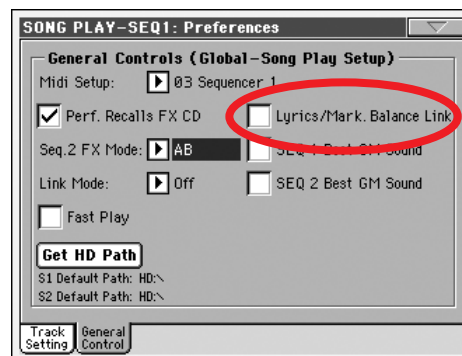 SONG PLAY-SEQ1: Preferences
General Controls (Global-Song Play Setup)
Midi Setup: 03 Sequencer 1
Perf. Recalls FX CD
Lyrics/Mark. Balance Link
Seq.2 FX Mode: AB
SEQ 1 Best GM Sound
Link Mode: Off
SEQ 2 Best GM Sound
Fast Play
Get HD Path
S1 Default Path: HD:\
S2 Default Path: HD:\
Track Setting
General Control